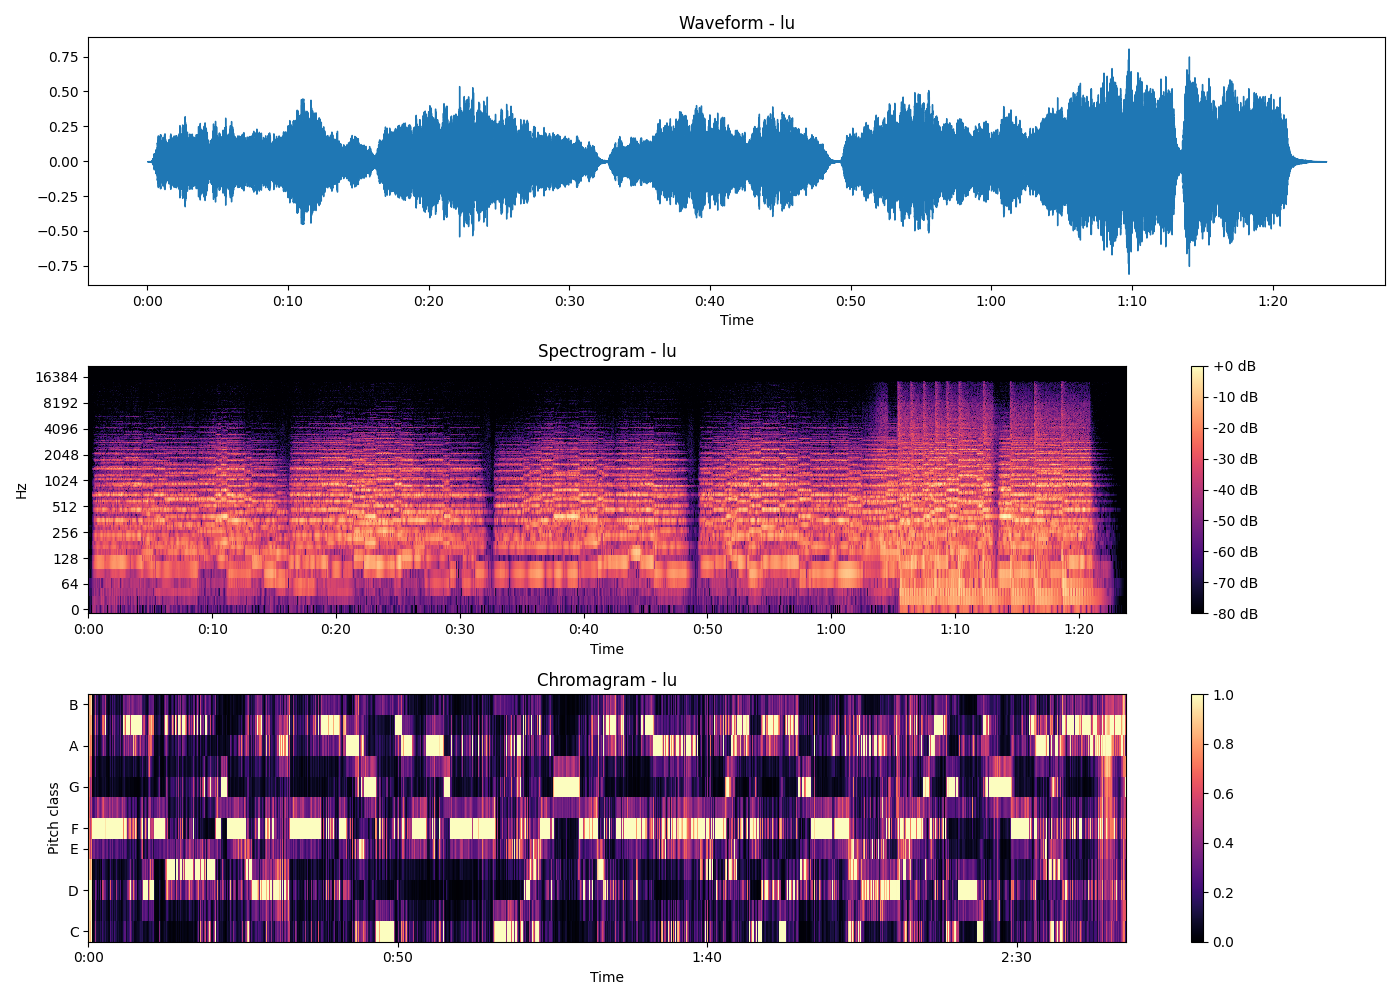 Waveform - lu
0.75
0.50
0.25
0.00
−0.25
−0.50
−0.75
0:00 0:10 0:20 0:30 0:40 0:50 1:00 1:10 1:20
Time
Spectrogram - lu
Hz
16384
8192
4096
2048
1024
512
256
128
64
0
0:00 0:10 0:20 0:30 0:40 0:50 1:00 1:10 1:20
Time
+0 dB
-10 dB
-20 dB
-30 dB
-40 dB
-50 dB
-60 dB
-70 dB
-80 dB
Chromagram - lu
Pitch class
B
A
G
F
E
D
C
0:00 0:50 1:40 2:30
Time
1.0
0.8
0.6
0.4
0.2
0.0